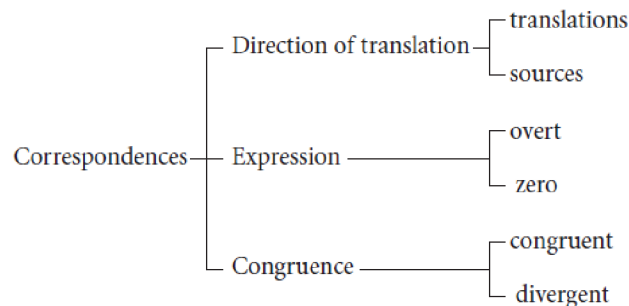 translations
Direction of translation
sources
overt
Correspondences
Expression
zero
congruent
Congruence
divergent